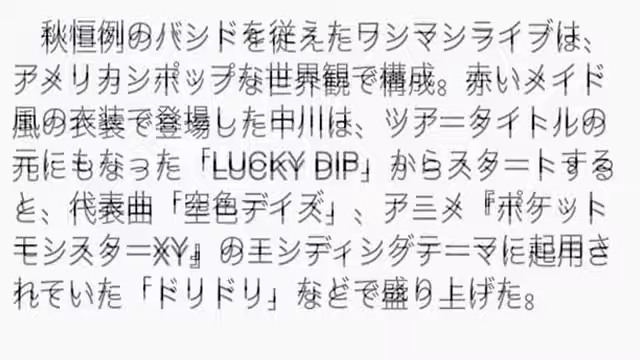 秋恒例のバンドを従えたワンマンライブは、
アメリカンポップな世界観で構成。赤いメイド
風の衣装で登場した中川は、ツアータイトルの
元にもなった「LUCKY DIP」からスタートする
と、代表曲「空色デイズ」、アニメ『ポケット
モンスターXY』のエンディングテーマに起用さ
れていた「ドリドリ」などで盛り上げた。